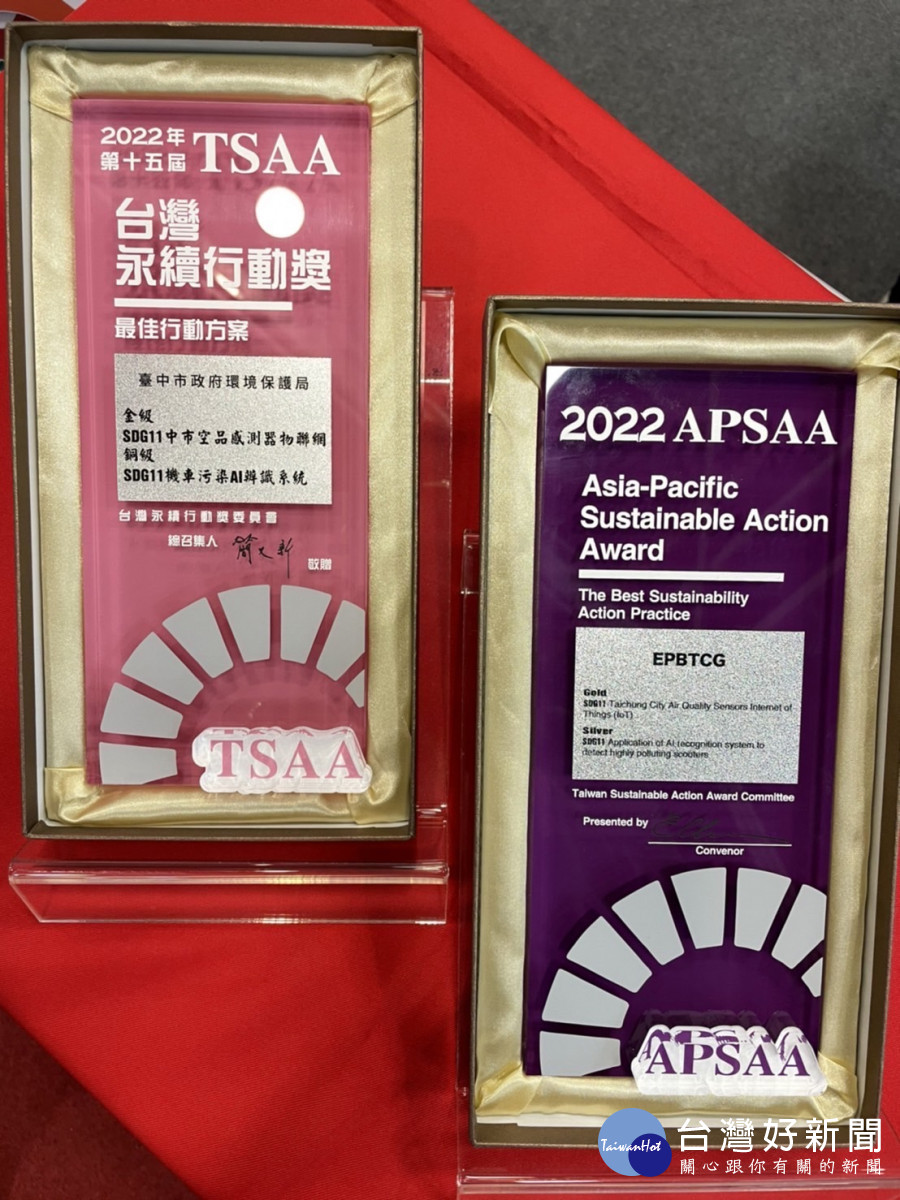 2022年
第十五屆 TSAA
台灣
永續行動獎
最佳行動方案
臺中市政府環境保護局
金級
SDG11中市空品感測器物聯網
銅級
SDG11機車污染AI辨識系統
台灣永續行動獎委員會
總召集人
敬贈
TSAA
2022 APSAA
Asia-Pacific
Sustainable Action
Award
The Best Sustainability
Action Practice
EPBTCG
Gold
SDG11 Taichung City Air Quality Sensors Internet of
Things (IoT)
Silver
SDG11 Application of AI recognition system to
detect highly polluting scooters
Taiwan Sustainable Action Award Committee
Presented by
Convenor
APSAA
TaiwanHot
台灣好新聞
關心跟你有關的新聞